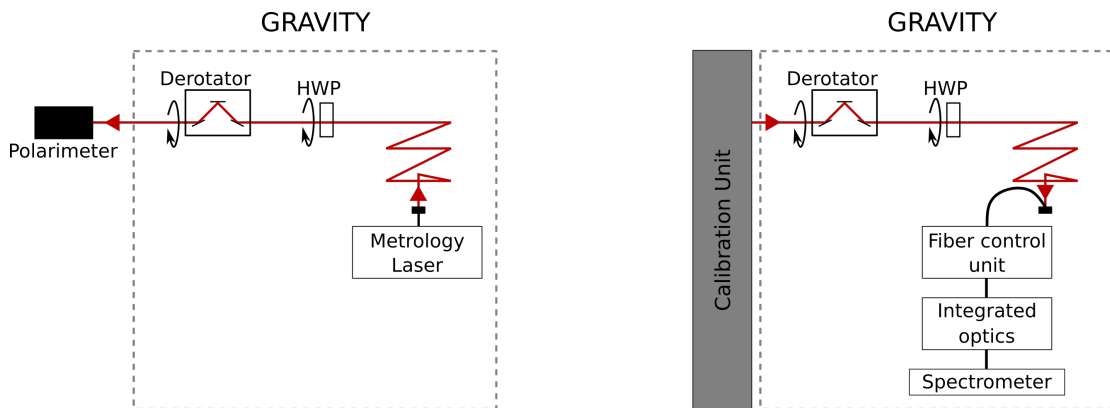 GRAVITY
Derotator
HWP
Polarimeter
Metrology
Laser
GRAVITY
Calibration Unit
Derotator
HWP
Fiber control
unit
Integrated
optics
Spectrometer